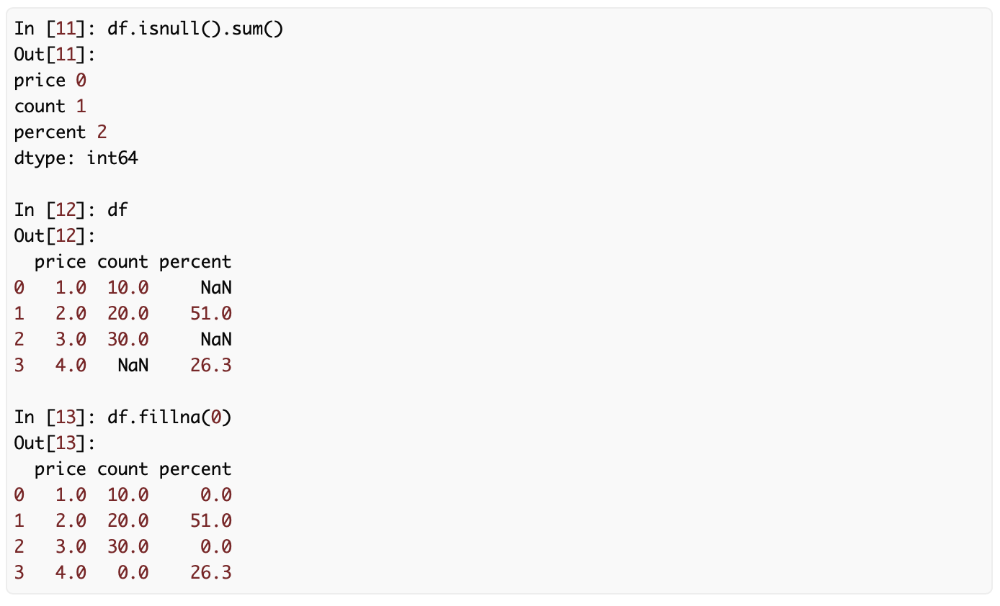 In [11]: df.isnull().sum()
Out[11]:
price 0
count 1
percent 2
dtype: int64

In [12]: df
Out[12]:
  price count percent
0   1.0  10.0     NaN
1   2.0  20.0    51.0
2   3.0  30.0     NaN
3   4.0   NaN    26.3

In [13]: df.fillna(0)
Out[13]:
  price count percent
0   1.0  10.0     0.0
1   2.0  20.0    51.0
2   3.0  30.0     0.0
3   4.0   0.0    26.3